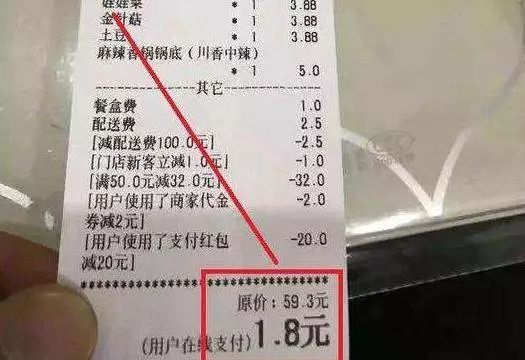 娃娃菜 * 1 3.88
金针菇 * 1 3.88
土豆 * 1 3.88
麻辣香锅锅底（川香中辣）
* 1 5.0
其它
餐盒费 1.0
配送费 2.5
[减配送费100.0元] -2.5
[门店新客立减1.0元] -1.0
[满50.0元减32.0元] -32.0
[用户使用了商家代金 -2.0
券减2元]
[用户使用了支付红包 -20.0
减20元]
原价：59.3元
(用户在线支付) 1.8元